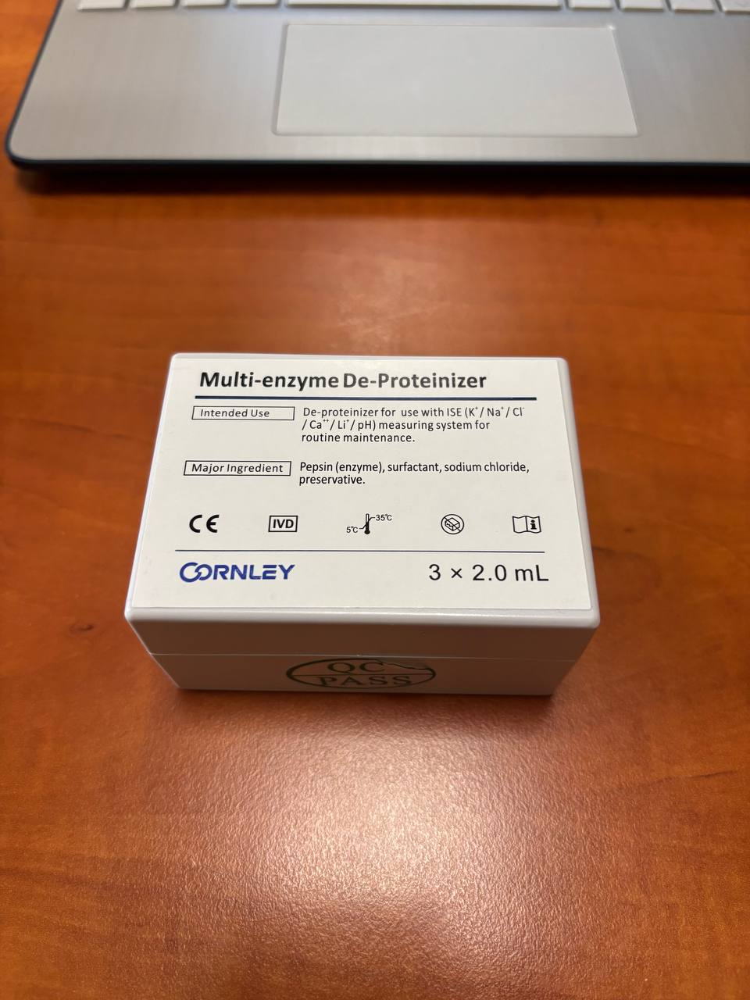 Multi-enzyme De-Proteinizer
Intended Use
De-proteinizer for use with ISE (K⁺/ Na⁺/ Cl⁻
/ Ca⁺⁺/ Li⁺/ pH) measuring system for
routine maintenance.
Major Ingredient
Pepsin (enzyme), surfactant, sodium chloride,
preservative.
CE
IVD
5℃
35℃
i
CORNLEY
3 × 2.0 mL
QC
PASS